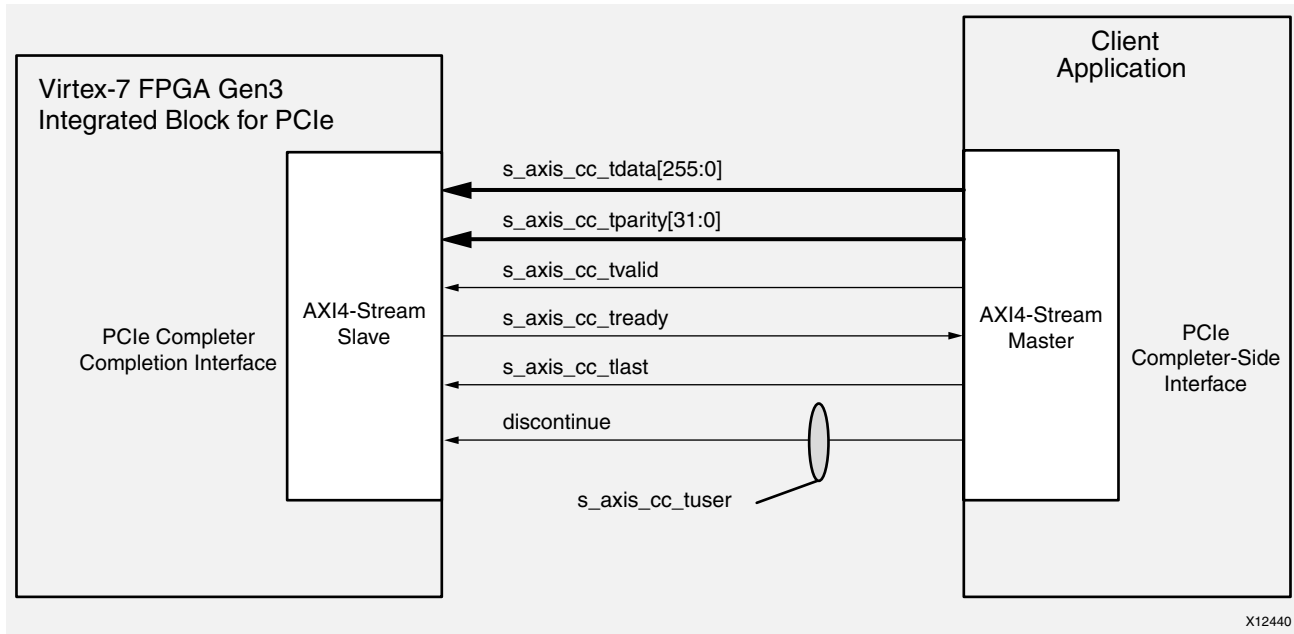 Client
Application
Virtex-7 FPGA Gen3
Integrated Block for PCIe
s_axis_cc_tdata[255:0]
s_axis_cc_tparity[31:0]
s_axis_cc_tvalid
AXI4-Stream
Slave
s_axis_cc_tready
AXI4-Stream
Master
PCIe Completer
Completion Interface
PCIe
Completer-Side
Interface
s_axis_cc_tlast
discontinue
s_axis_cc_tuser
X12440